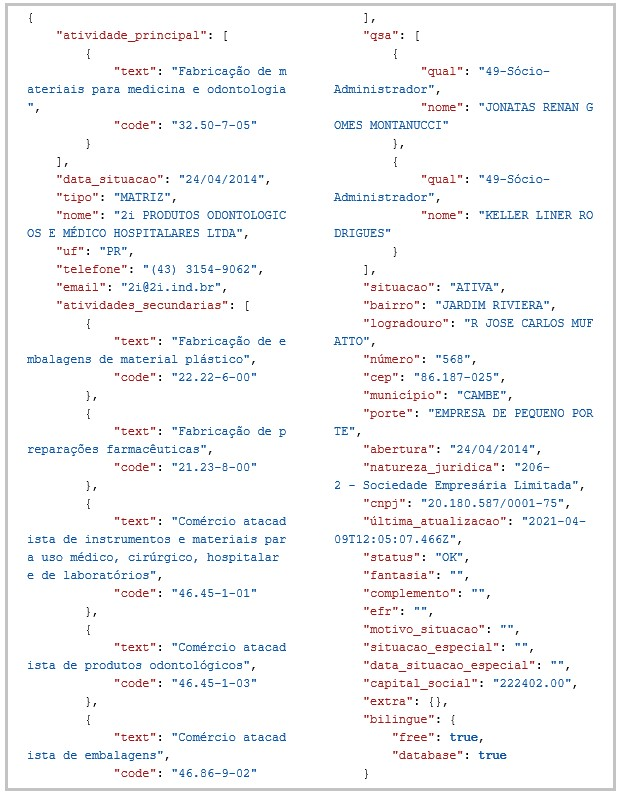 {
"atividade_principal": [
{
"text": "Fabricação de m
ateriais para medicina e odontologia
",
"code": "32.50-7-05"
}
],
"data_situacao": "24/04/2014",
"tipo": "MATRIZ",
"nome": "2i PRODUTOS ODONTOLOGIC
OS E MÉDICO HOSPITALARES LTDA",
"uf": "PR",
"telefone": "(43) 3154-9062",
"email": "2i@2i.ind.br",
"atividades_secundarias": [
{
"text": "Fabricação de e
mbalagens de material plástico",
"code": "22.22-6-00"
},
{
"text": "Fabricação de p
reparações farmacêuticas",
"code": "21.23-8-00"
},
{
"text": "Comércio atacad
ista de instrumentos e materiais par
a uso médico, cirúrgico, hospitalar
e de laboratórios",
"code": "46.45-1-01"
},
{
"text": "Comércio atacad
ista de produtos odontológicos",
"code": "46.45-1-03"
},
{
"text": "Comércio atacad
ista de embalagens",
"code": "46.86-9-02"
],
"qsa": [
{
"qual": "49-Sócio-
Administrador",
"nome": "JONATAS RENAN G
OMES MONTANUCCI"
},
{
"qual": "49-Sócio-
Administrador",
"nome": "KELLER LINER RO
DRIGUES"
}
],
"situacao": "ATIVA",
"bairro": "JARDIM RIVIERA",
"logradouro": "R JOSE CARLOS MUF
ATTO",
"número": "568",
"cep": "86.187-025",
"município": "CAMBE",
"porte": "EMPRESA DE PEQUENO POR
TE",
"abertura": "24/04/2014",
"natureza_juridica": "206-
2 - Sociedade Empresária Limitada",
"cnpj": "20.180.587/0001-75",
"última_atualizacao": "2021-04-
09T12:05:07.466Z",
"status": "OK",
"fantasia": "",
"complemento": "",
"efr": "",
"motivo_situacao": "",
"situacao_especial": "",
"data_situacao_especial": "",
"capital_social": "222402.00",
"extra": {},
"bilingue": {
"free": true,
"database": true
}